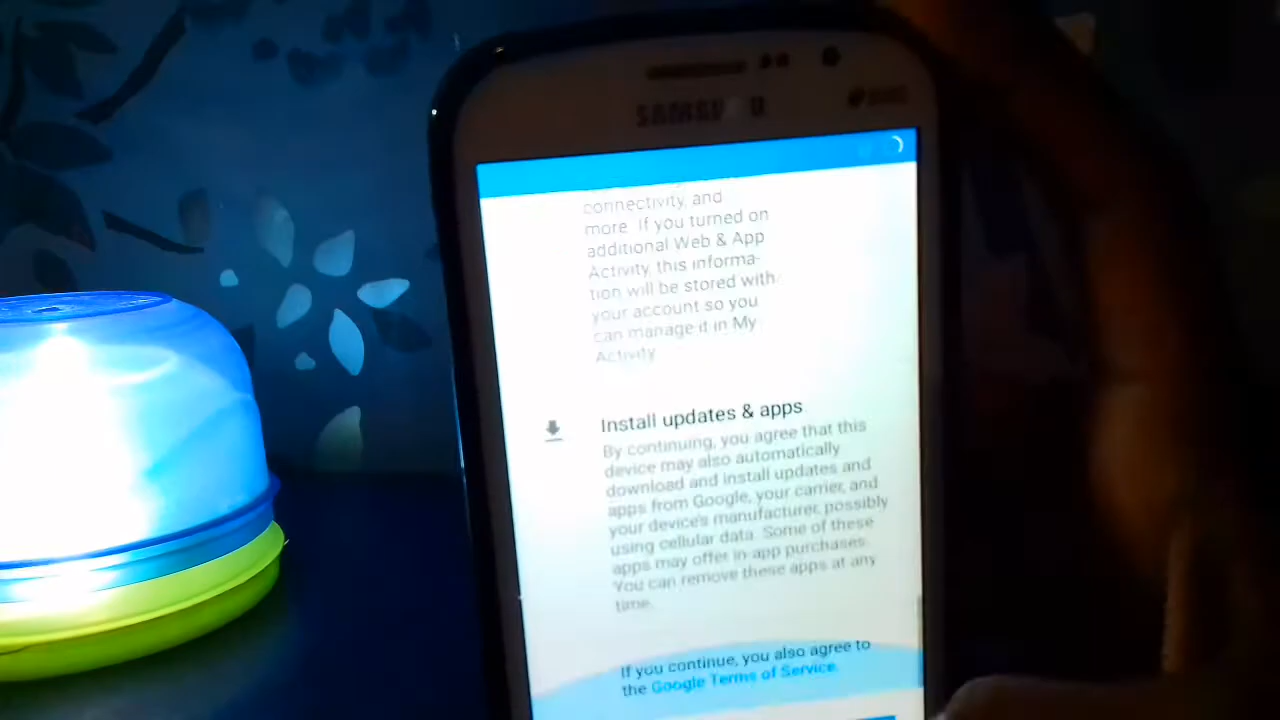 SAMSUNG
connectivity, and
more. If you turned on
additional Web & App
Activity, this informa-
tion will be stored with
your account so you
can manage it in My
Activity.
Install updates & apps
By continuing, you agree that this
device may also automatically
download and install updates and
apps from Google, your carrier, and
your device's manufacturer, possibly
using cellular data. Some of these
apps may offer in-app purchases.
You can remove these apps at any
time.
If you continue, you also agree to
the Google Terms of Service.